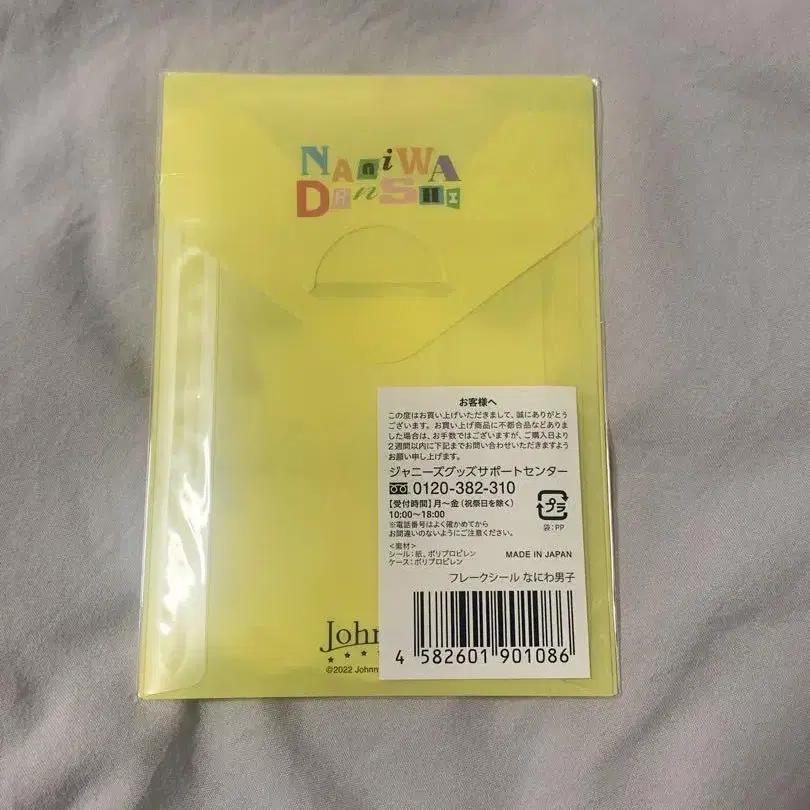 NANiWA
DANSHI
お客様へ
この度はお買い上げいただきまして、誠にありがとう
ございます。お買い上げ商品に不都合品などありま
した場合は、お手数ではございますが、ご購入日より
2週間以内に下記までお問い合わせいただきますよう
お願い申し上げます。
ジャニーズグッズサポートセンター
0120-382-310
【受付時間】月〜金(祝祭日を除く)
10:00〜18:00
※電話番号はよく確かめてから
お間違いのないようにご注意ください。
プラ
袋:PP
<素材>
シール:紙、ポリプロピレン
ケース:ポリプロピレン
MADE IN JAPAN
フレークシール なにわ男子
4 582601 901086
John
©2022 Johnn